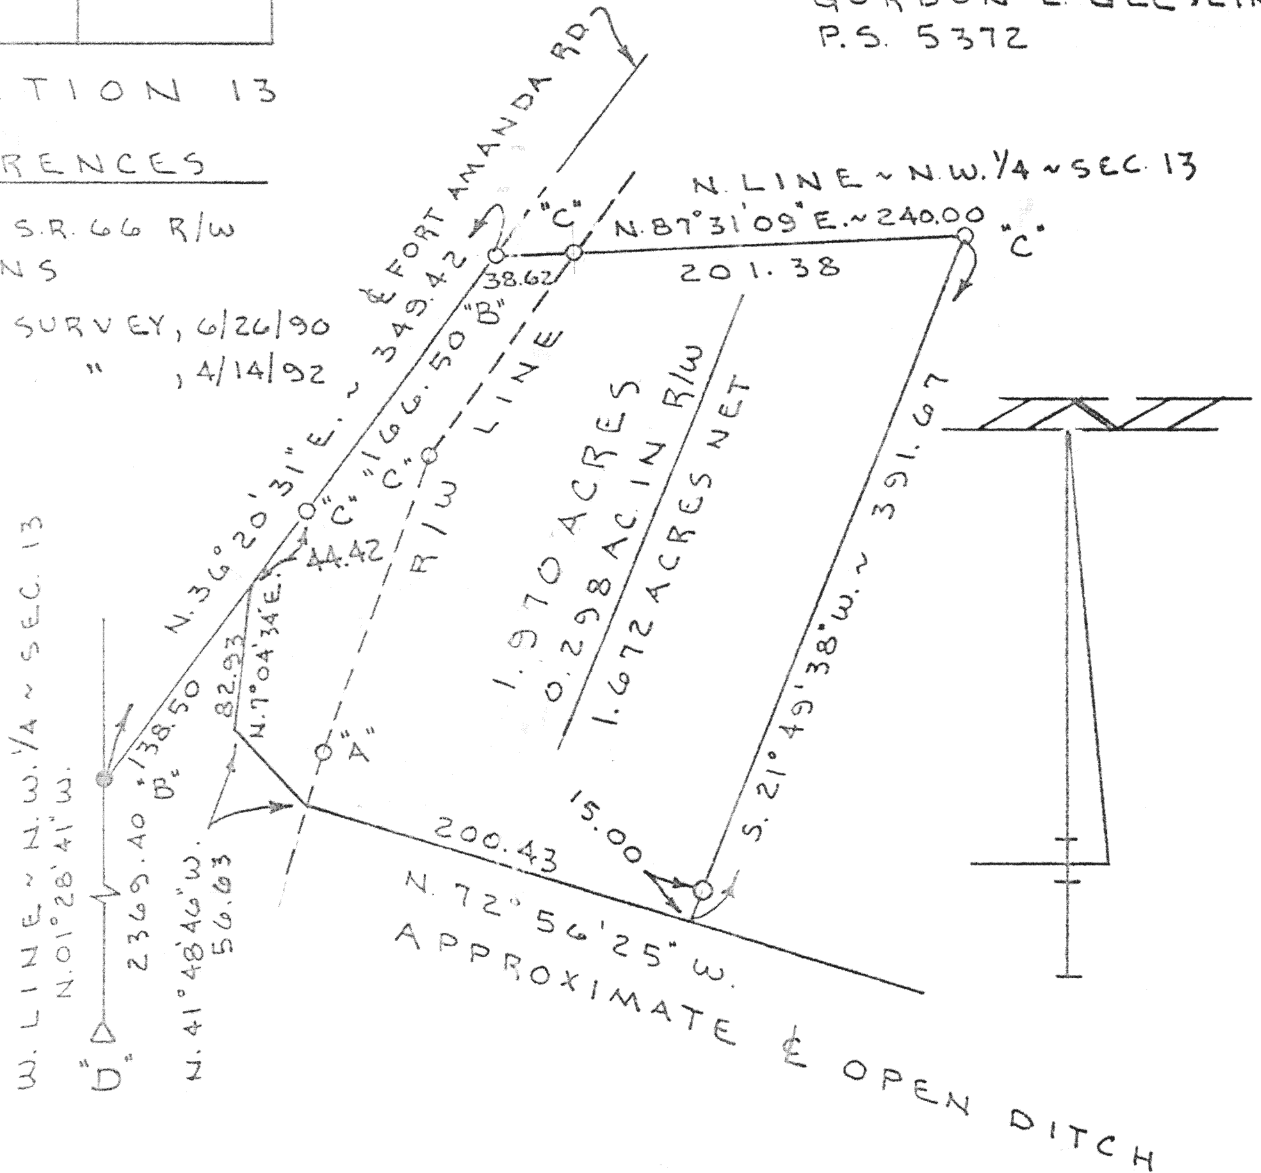 P.S. 5372
TION 13
RENCES
S.R. 66 R/W
NS
SURVEY, 6/26/90
" , 4/14/92
℄ FORT AMANDA RD.
N. LINE ~ N.W. 1/4 ~ SEC. 13
N. 87° 31' 09" E. ~ 240.00
"C"
"C"
38.62
201.38
"B"
N. 36° 20' 31" E. ~ 349.42
166.50
"C"
"C"
R/W LINE
44.42
1.970 ACRES
0.298 AC. IN R/W
1.672 ACRES NET
S. 21° 49' 38" W. ~ 391.67
W. LINE ~ N.W. 1/4 ~ SEC. 13
N. 01° 28' 41" W.
2369.40
138.50
"B"
82.93
N. 7° 04' 34" E.
"A"
N. 41° 48' 46" W.
56.63
15.00
200.43
N. 72° 56' 25" W.
APPROXIMATE ℄ OPEN DITCH
"D"